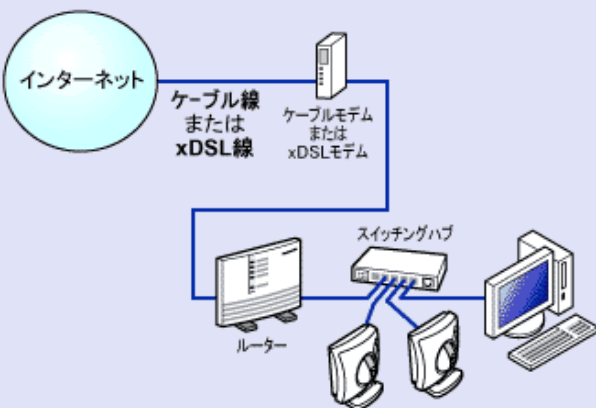 インターネット
ケーブル線
または
xDSL線
ケーブルモデム
または
xDSLモデム
スイッチングハブ
ルーター